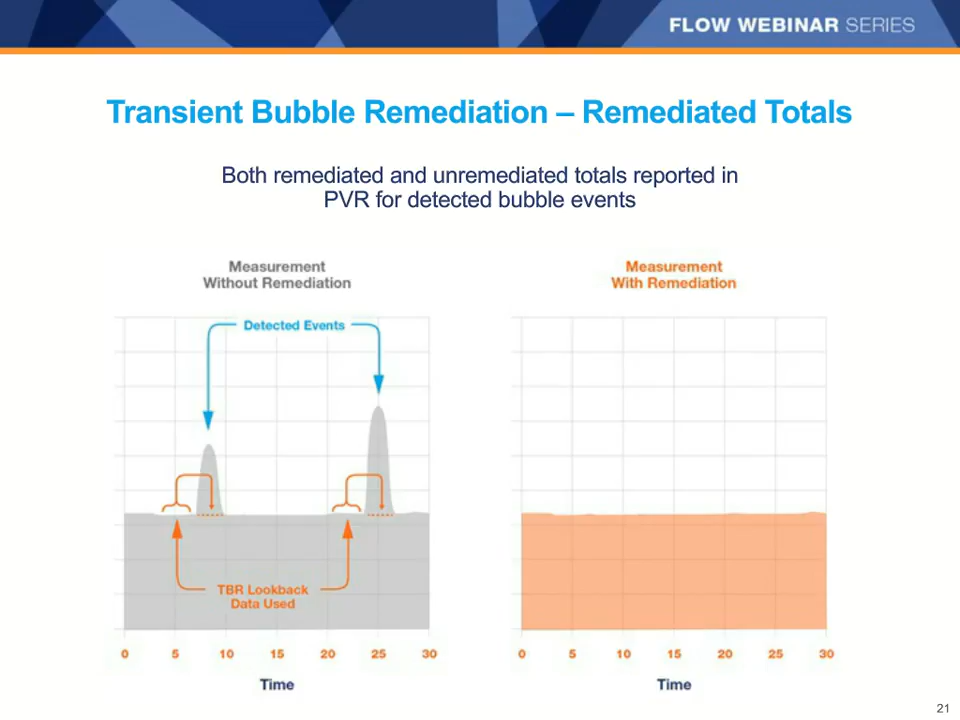 FLOW WEBINAR SERIES
Transient Bubble Remediation – Remediated Totals
Both remediated and unremediated totals reported in
PVR for detected bubble events
Measurement
Without Remediation
Detected Events
TBR Lookback
Data Used
0 5 10 15 20 25 30
Time
Measurement
With Remediation
0 5 10 15 20 25 30
Time
21